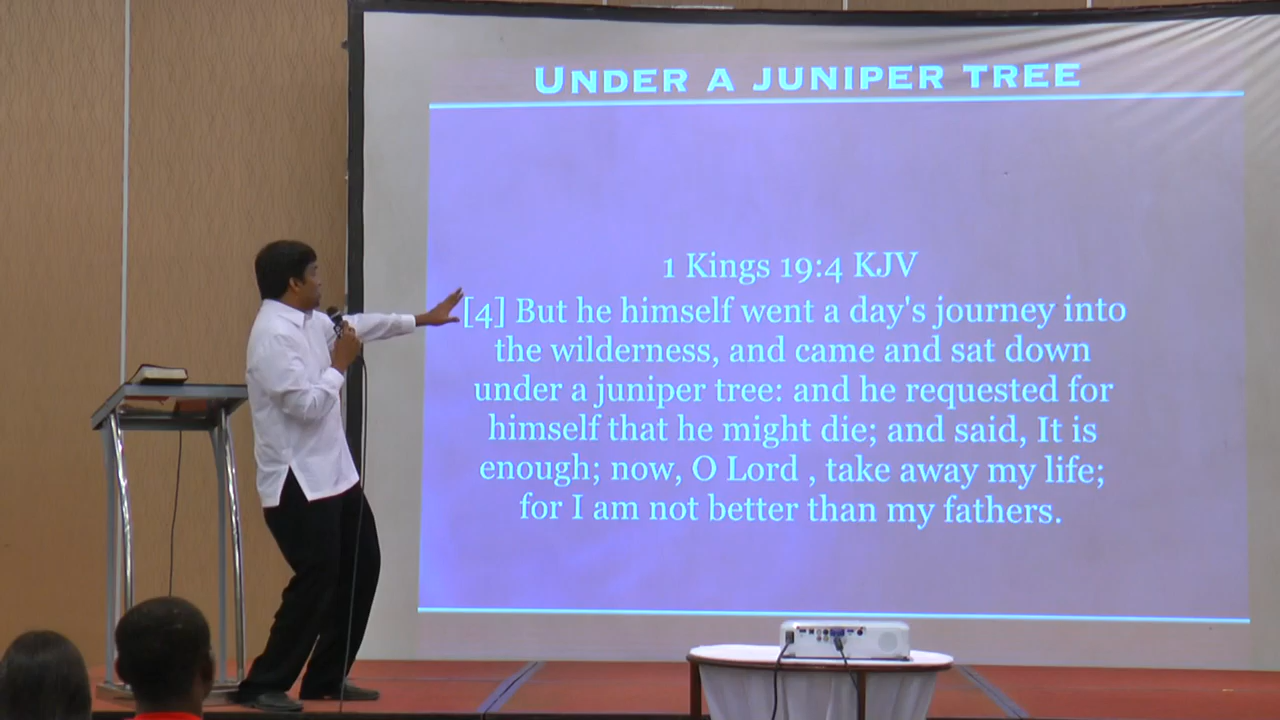 UNDER A JUNIPER TREE
1 Kings 19:4 KJV
[4] But he himself went a day's journey into
the wilderness, and came and sat down
under a juniper tree: and he requested for
himself that he might die; and said, It is
enough; now, O Lord , take away my life;
for I am not better than my fathers.